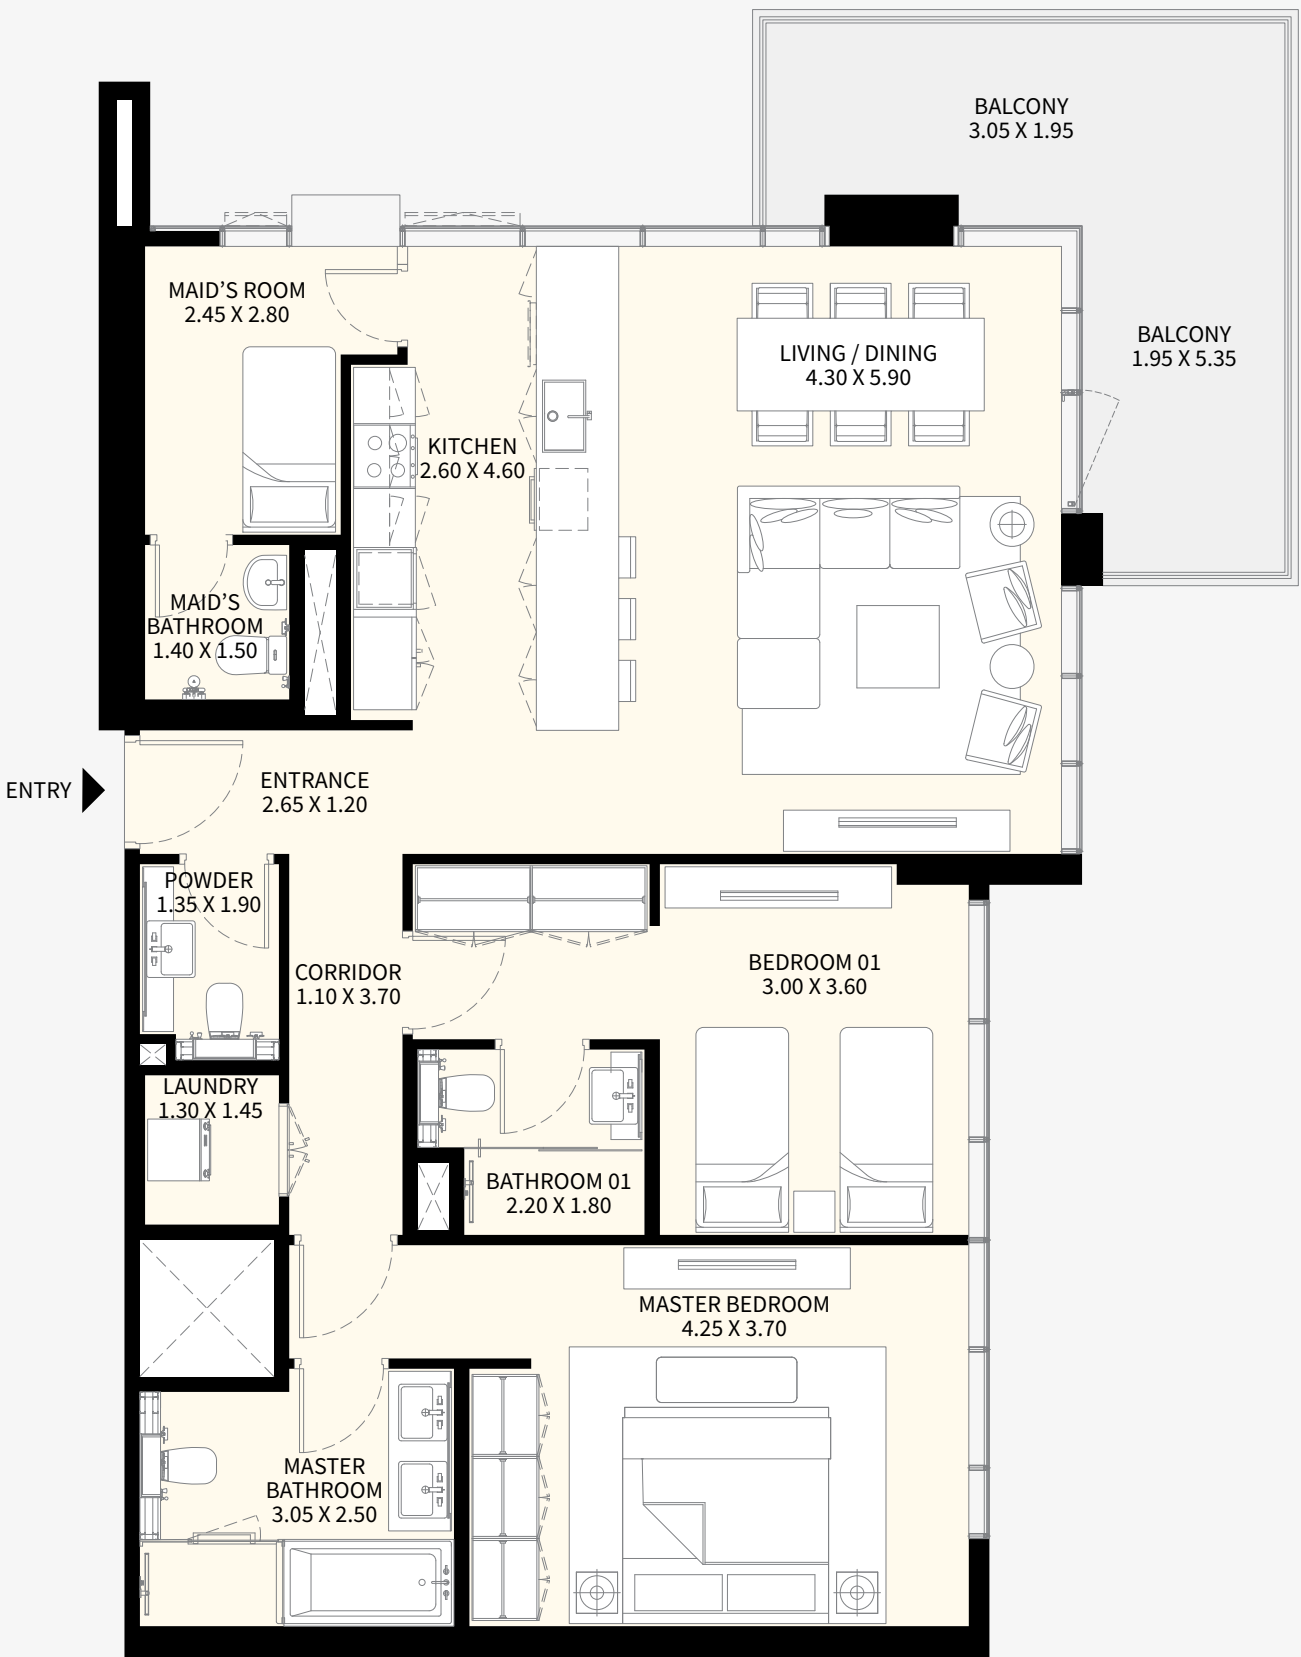 BALCONY
3.05 X 1.95
MAID’S ROOM
2.45 X 2.80
LIVING / DINING
4.30 X 5.90
BALCONY
1.95 X 5.35
KITCHEN
2.60 X 4.60
MAID’S
BATHROOM
1.40 X 1.50
ENTRY
ENTRANCE
2.65 X 1.20
POWDER
1.35 X 1.90
CORRIDOR
1.10 X 3.70
BEDROOM 01
3.00 X 3.60
LAUNDRY
1.30 X 1.45
BATHROOM 01
2.20 X 1.80
MASTER BEDROOM
4.25 X 3.70
MASTER
BATHROOM
3.05 X 2.50